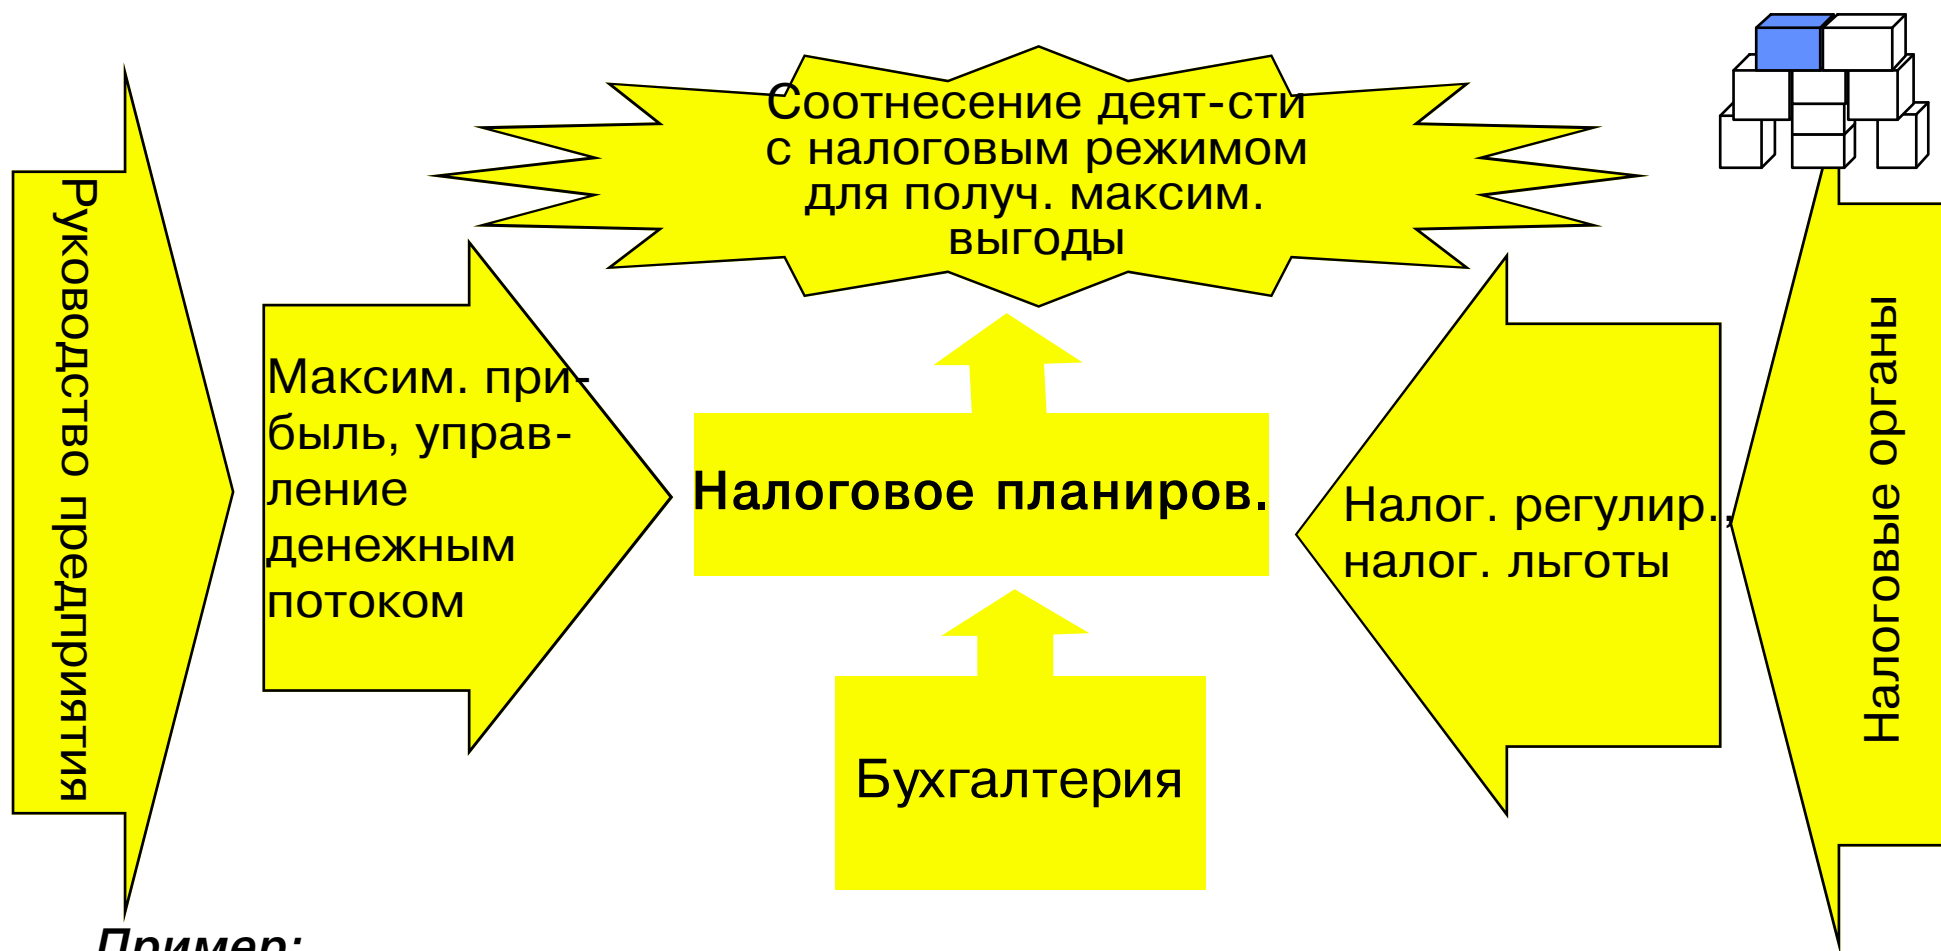 Соотнесение деят-сти
с налоговым режимом
для получ. максим.
выгоды
Руководство предприятия
Максим. при-
быль, управ-
ление
денежным
потоком
Налоговое планиров.
Налог. регулир.,
налог. льготы
Налоговые органы
Бухгалтерия
Пример: